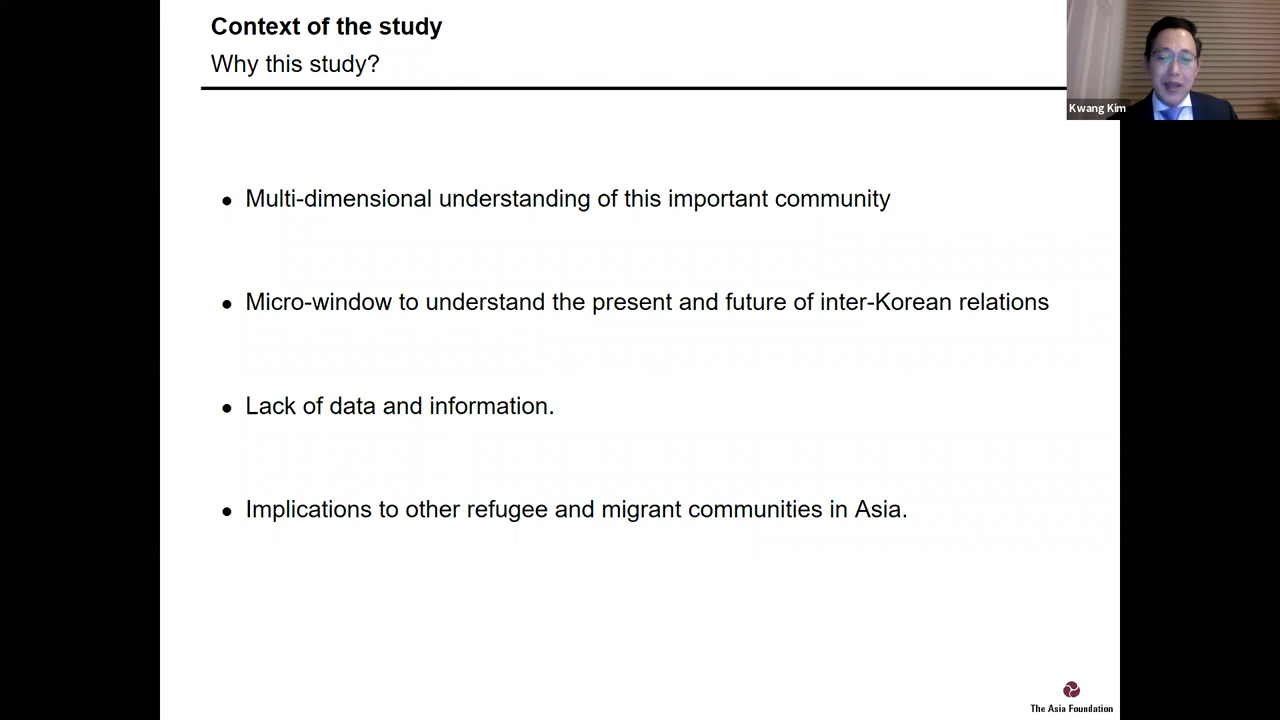 Context of the study
Why this study?
Kwang Kim
Multi-dimensional understanding of this important community
Micro-window to understand the present and future of inter-Korean relations
Lack of data and information.
Implications to other refugee and migrant communities in Asia.
The Asia Foundation